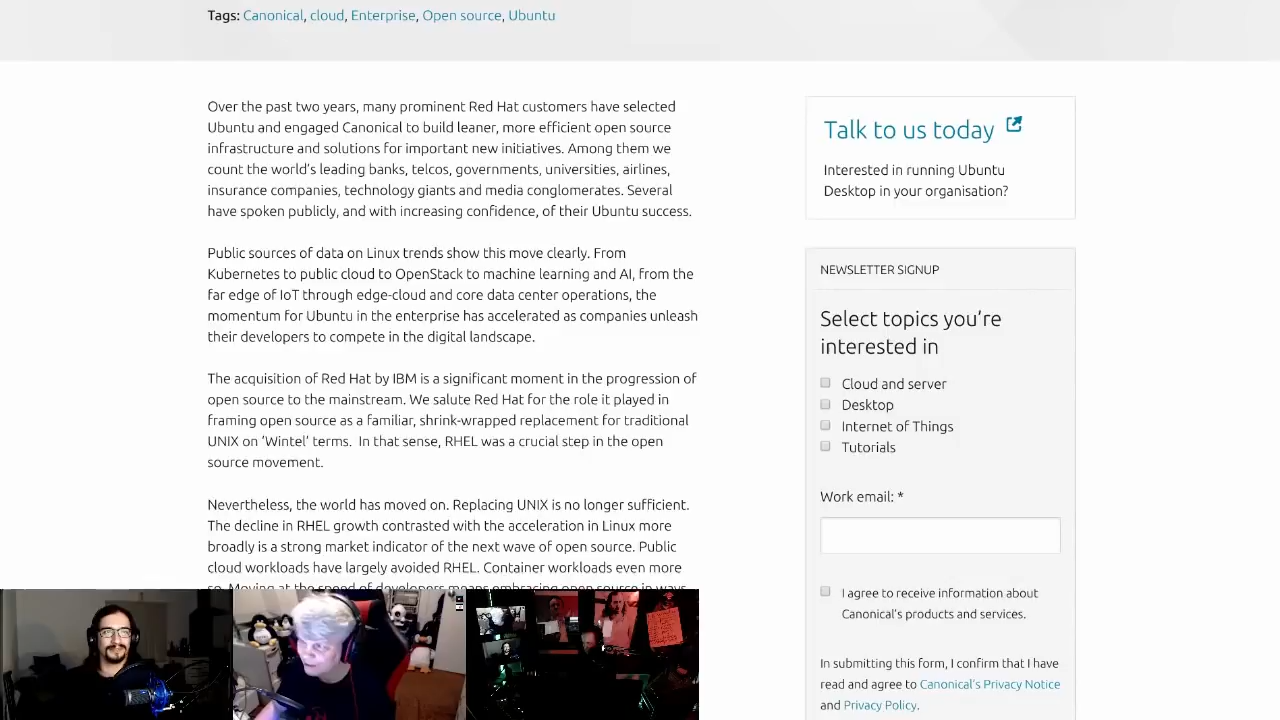 Tags: Canonical, cloud, Enterprise, Open source, Ubuntu
Over the past two years, many prominent Red Hat customers have selected
Ubuntu and engaged Canonical to build leaner, more efficient open source
infrastructure and solutions for important new initiatives. Among them we
count the world's leading banks, telcos, governments, universities, airlines,
insurance companies, technology giants and media conglomerates. Several
have spoken publicly, and with increasing confidence, of their Ubuntu success.
Public sources of data on Linux trends show this move clearly. From
Kubernetes to public cloud to OpenStack to machine learning and AI, from the
far edge of IoT through edge-cloud and core data center operations, the
momentum for Ubuntu in the enterprise has accelerated as companies unleash
their developers to compete in the digital landscape.
The acquisition of Red Hat by IBM is a significant moment in the progression of
open source to the mainstream. We salute Red Hat for the role it played in
framing open source as a familiar, shrink-wrapped replacement for traditional
UNIX on ‘Wintel’ terms.  In that sense, RHEL was a crucial step in the open
source movement.
Nevertheless, the world has moved on. Replacing UNIX is no longer sufficient.
The decline in RHEL growth contrasted with the acceleration in Linux more
broadly is a strong market indicator of the next wave of open source. Public
cloud workloads have largely avoided RHEL. Container workloads even more
so. Moving at the speed of developers means embracing open source in ways
Talk to us today
Interested in running Ubuntu
Desktop in your organisation?
NEWSLETTER SIGNUP
Select topics you’re
interested in
Cloud and server
Desktop
Internet of Things
Tutorials
Work email: *
I agree to receive information about
Canonical's products and services.
In submitting this form, I confirm that I have
read and agree to Canonical's Privacy Notice
and Privacy Policy.